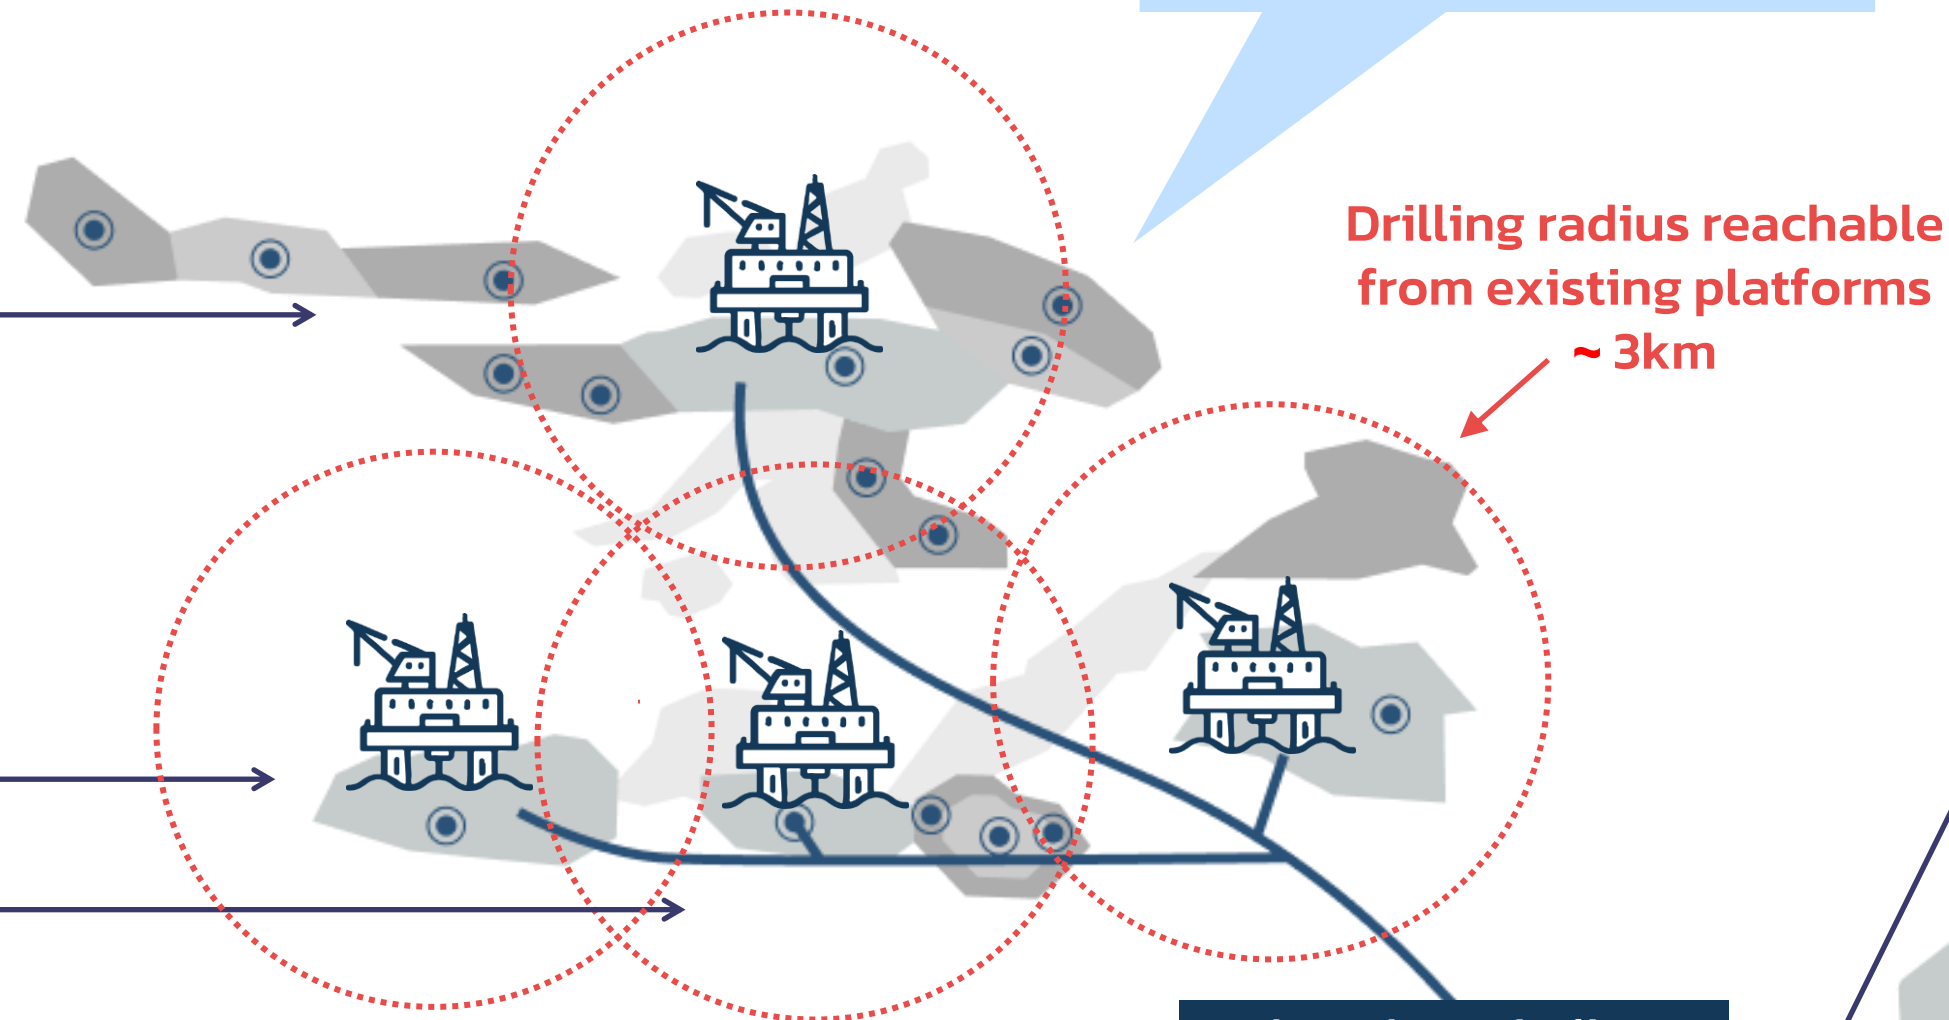 Drilling radius reachable
from existing platforms
~ 3km